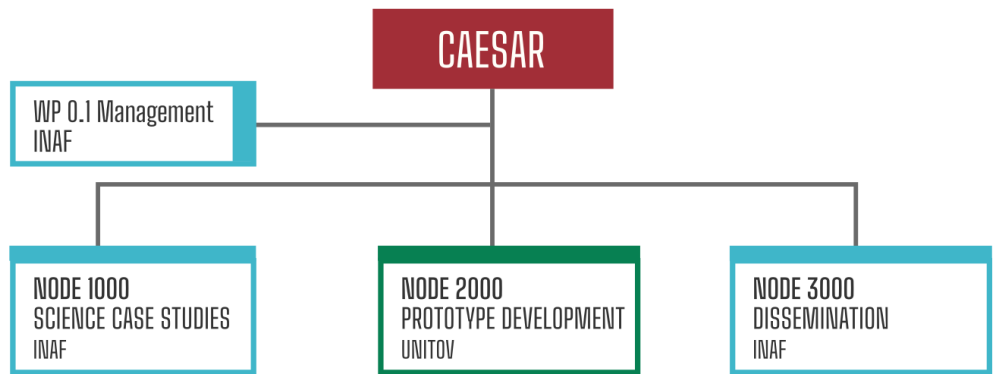 CAESAR
WP 0.1 Management
INAF
NODE 1000
SCIENCE CASE STUDIES
INAF
NODE 2000
PROTOTYPE DEVELOPMENT
UNITOV
NODE 3000
DISSEMINATION
INAF